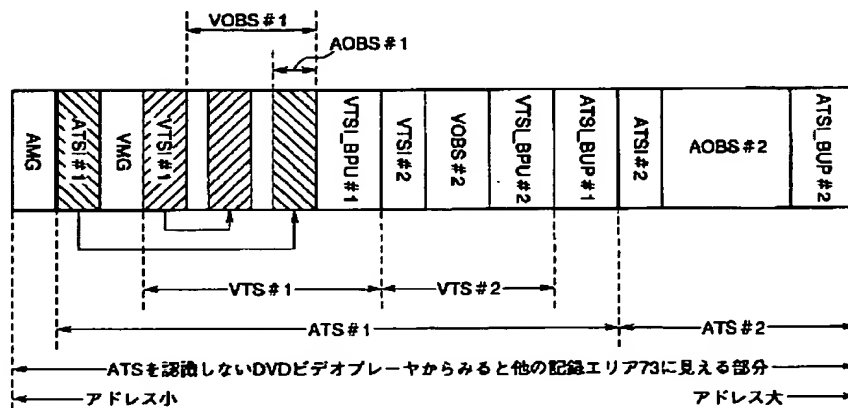 VOBS#1
AOBS#1
AMG
ATSI#1
VMG
VTSI#1
VTSI_BPU#1
VTSI#2
VOBS#2
VTSI_BPU#2
ATSI_BUP#1
ATSI#2
AOBS#2
ATSI_BUP#2
VTS#1
VTS#2
ATS#1
ATS#2
ATSを認識しないDVDビデオプレーヤからみると他の記録エリア73に見える部分
アドレス小
アドレス大